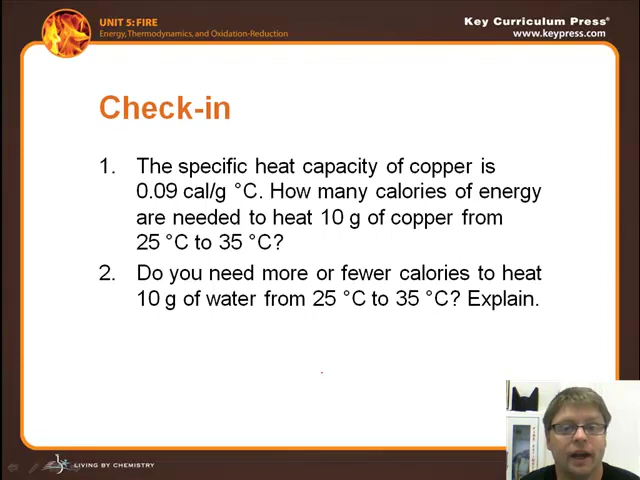 UNIT 5: FIRE
Energy, Thermodynamics, and Oxidation-Reduction
Key Curriculum Press®
www.keypress.com
Check-in
1. The specific heat capacity of copper is
0.09 cal/g °C. How many calories of energy
are needed to heat 10 g of copper from
25 °C to 35 °C?
2. Do you need more or fewer calories to heat
10 g of water from 25 °C to 35 °C? Explain.
LIVING BY CHEMISTRY